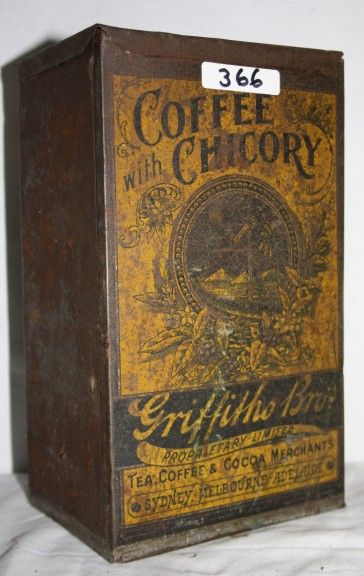 366
COFFEE
with CHICORY
Griffiths Bros
PROPRIETARY LIMITED
TEA, COFFEE & COCOA MERCHANTS
SYDNEY, MELBOURNE, ADELAIDE